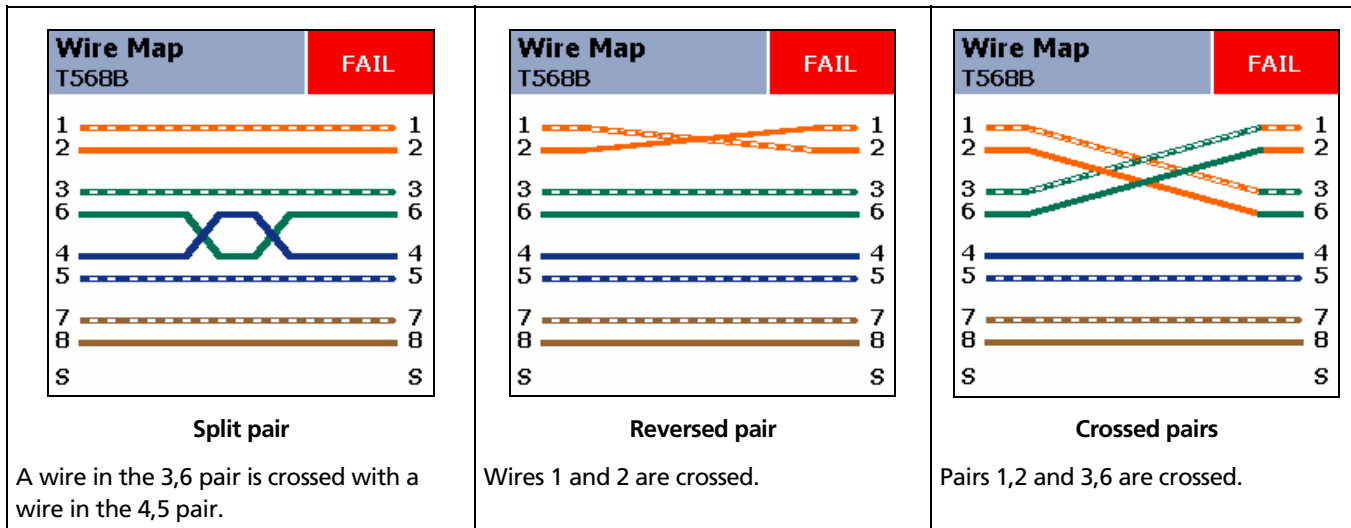 Wire Map
T568B
FAIL
1 1
2 2
3 3
6 6
4 4
5 5
7 7
8 8
S S
Split pair
A wire in the 3,6 pair is crossed with a
wire in the 4,5 pair.
Wire Map
T568B
FAIL
1 1
2 2
3 3
6 6
4 4
5 5
7 7
8 8
S S
Reversed pair
Wires 1 and 2 are crossed.
Wire Map
T568B
FAIL
1 1
2 2
3 3
6 6
4 4
5 5
7 7
8 8
S S
Crossed pairs
Pairs 1,2 and 3,6 are crossed.